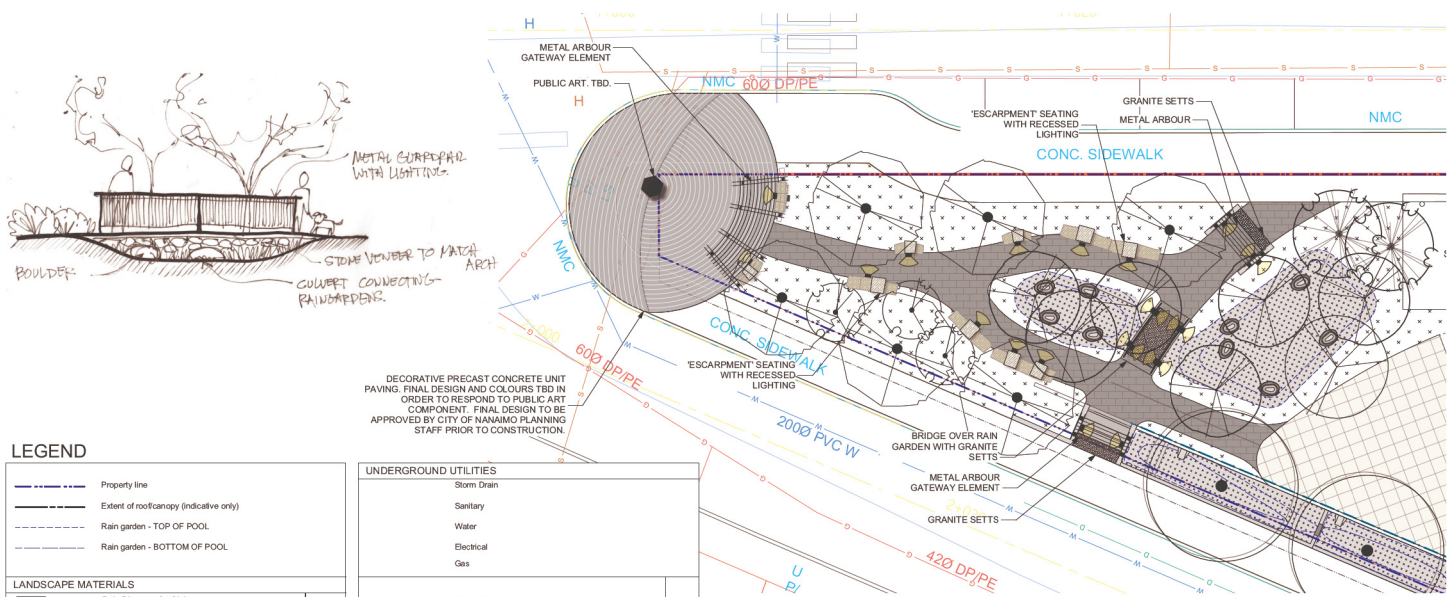 METAL GUARDRAIL
WITH LIGHTING.
BOULDER
STONE VENEER TO MATCH
ARCH
CULVERT CONNECTING
RAINGARDENS.
H
METAL ARBOUR
GATEWAY ELEMENT
PUBLIC ART. TBD.
H
NMC
60Ø DP/PE
'ESCARPMENT' SEATING
WITH RECESSED
LIGHTING
GRANITE SETTS
METAL ARBOUR
NMC
CONC. SIDEWALK
NMC
CONC. SIDEWALK
60Ø DP/PE
'ESCARPMENT' SEATING
WITH RECESSED
LIGHTING
DECORATIVE PRECAST CONCRETE UNIT
PAVING. FINAL DESIGN AND COLOURS TBD IN
ORDER TO RESPOND TO PUBLIC ART
COMPONENT. FINAL DESIGN TO BE
APPROVED BY CITY OF NANAIMO PLANNING
STAFF PRIOR TO CONSTRUCTION.
200Ø PVC W
BRIDGE OVER RAIN
GARDEN WITH GRANITE
SETTS
METAL ARBOUR
GATEWAY ELEMENT
GRANITE SETTS
42Ø DP/PE
U
P/
LEGEND
Property line
Extent of roof/canopy (indicative only)
Rain garden - TOP OF POOL
Rain garden - BOTTOM OF POOL
LANDSCAPE MATERIALS
UNDERGROUND UTILITIES
Storm Drain
Sanitary
Water
Electrical
Gas